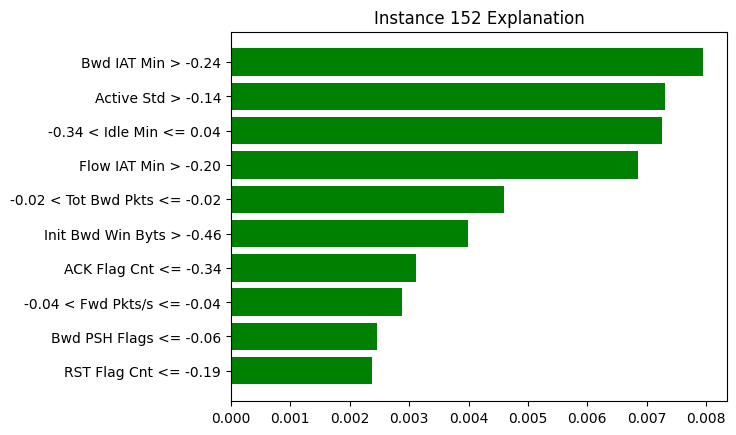 Instance 152 Explanation
Bwd IAT Min > -0.24
Active Std > -0.14
-0.34 < Idle Min <= 0.04
Flow IAT Min > -0.20
-0.02 < Tot Bwd Pkts <= -0.02
Init Bwd Win Byts > -0.46
ACK Flag Cnt <= -0.34
-0.04 < Fwd Pkts/s <= -0.04
Bwd PSH Flags <= -0.06
RST Flag Cnt <= -0.19
0.000 0.001 0.002 0.003 0.004 0.005 0.006 0.007 0.008